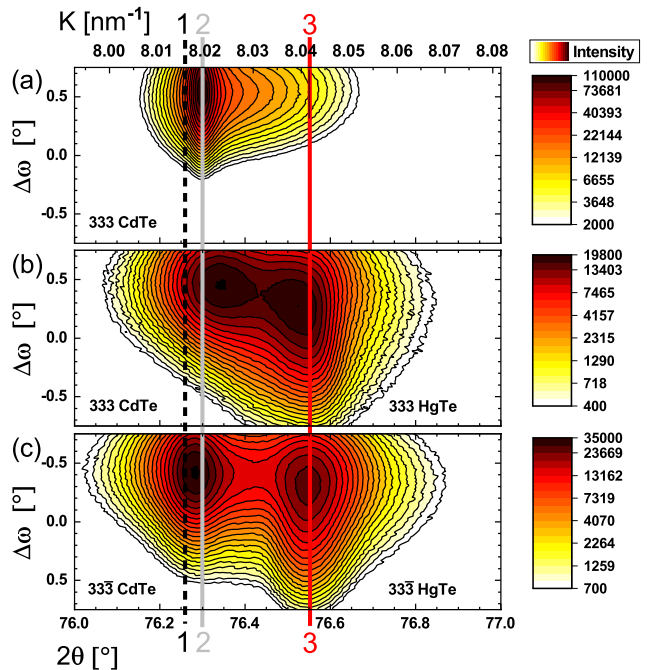 K [nm⁻¹] 1 2 3
8.00 8.01 8.02 8.03 8.04 8.05 8.06 8.07 8.08
Intensity
(a)
Δω [°]
0.5
0.0
-0.5
333 CdTe
110000
73681
40393
22144
12139
6655
3648
2000
(b)
Δω [°]
0.5
0.0
-0.5
333 CdTe 333 HgTe
19800
13403
7465
4157
2315
1290
718
400
(c)
Δω [°]
-0.5
0.0
0.5
33̄3̄ CdTe 33̄3̄ HgTe
35000
23669
13162
7319
4070
2264
1259
700
76.0 76.2 76.4 76.6 76.8 77.0
1 2 3
2θ [°]